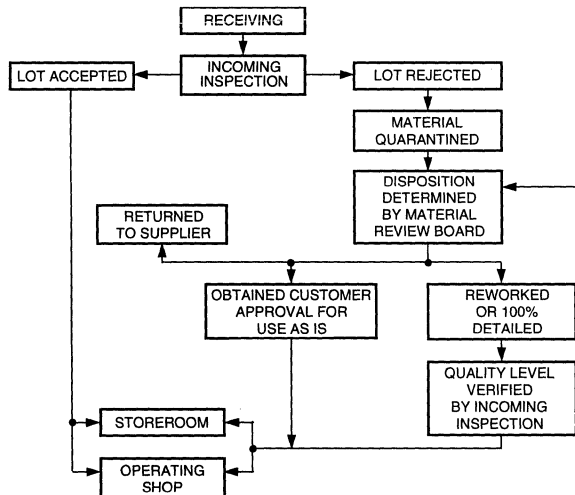 RECEIVING
INCOMING
INSPECTION
LOT ACCEPTED
LOT REJECTED
MATERIAL
QUARANTINED
DISPOSITION
DETERMINED
BY MATERIAL
REVIEW BOARD
RETURNED
TO SUPPLIER
OBTAINED CUSTOMER
APPROVAL FOR
USE AS IS
REWORKED
OR 100%
DETAILED
QUALITY LEVEL
VERIFIED
BY INCOMING
INSPECTION
STOREROOM
OPERATING
SHOP